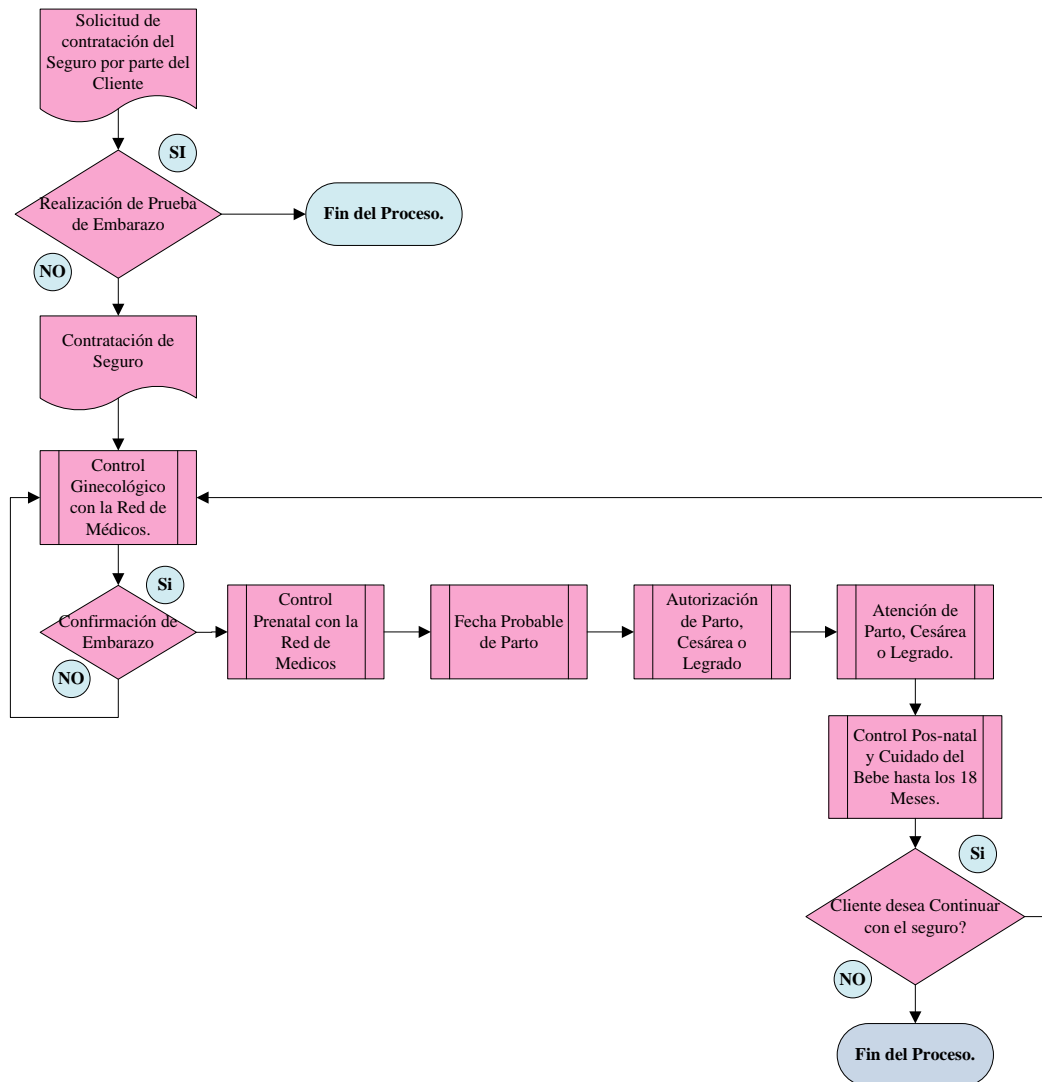 Solicitud de
contratación del
Seguro por parte del
Cliente
SI
Realización de Prueba
de Embarazo
Fin del Proceso.
NO
Contratación de
Seguro
Control
Ginecológico
con la Red de
Médicos.
Si
Confirmación de
Embarazo
NO
Control
Prenatal con la
Red de
Medicos
Fecha Probable
de Parto
Autorización
de Parto,
Cesárea o
Legrado
Atención de
Parto, Cesárea
o Legrado.
Control Pos-natal
y Cuidado del
Bebe hasta los 18
Meses.
Si
Cliente desea Continuar
con el seguro?
NO
Fin del Proceso.